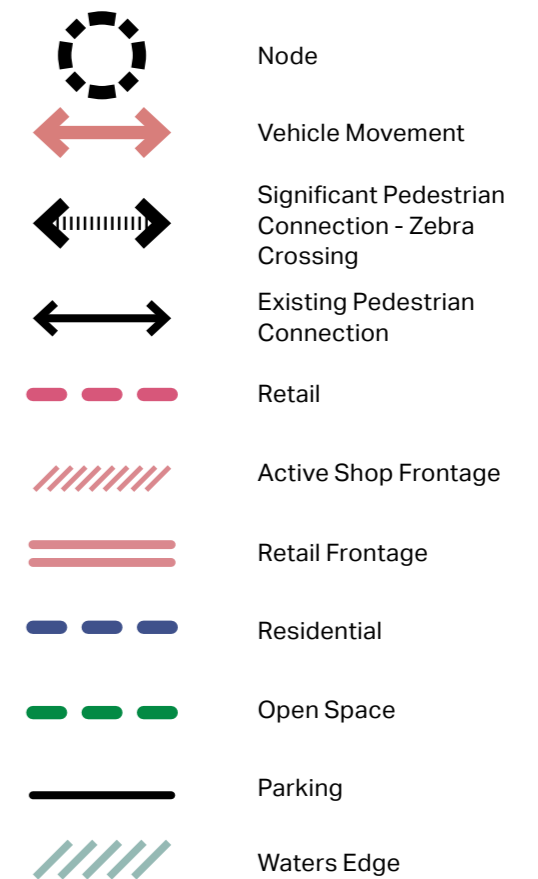 Node
Vehicle Movement
Significant Pedestrian
Connection - Zebra
Crossing
Existing Pedestrian
Connection
Retail
Active Shop Frontage
Retail Frontage
Residential
Open Space
Parking
Waters Edge